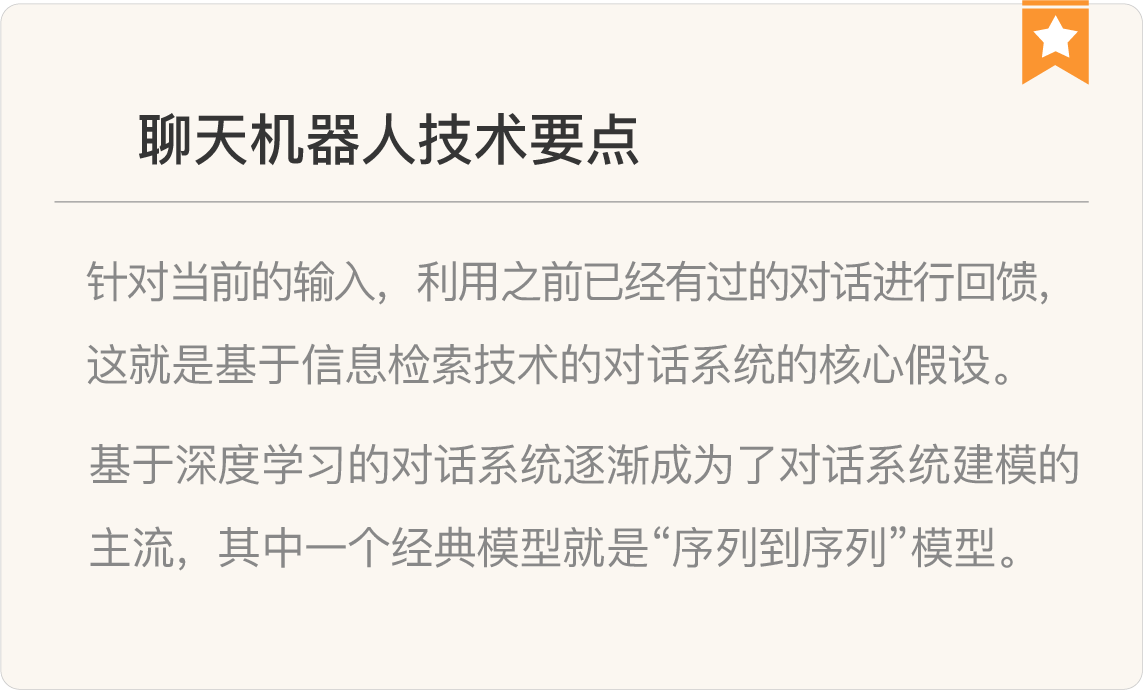 聊天机器人技术要点
针对当前的输入，利用之前已经有过的对话进行回馈，
这就是基于信息检索技术的对话系统的核心假设。
基于深度学习的对话系统逐渐成为了对话系统建模的
主流，其中一个经典模型就是“序列到序列”模型。